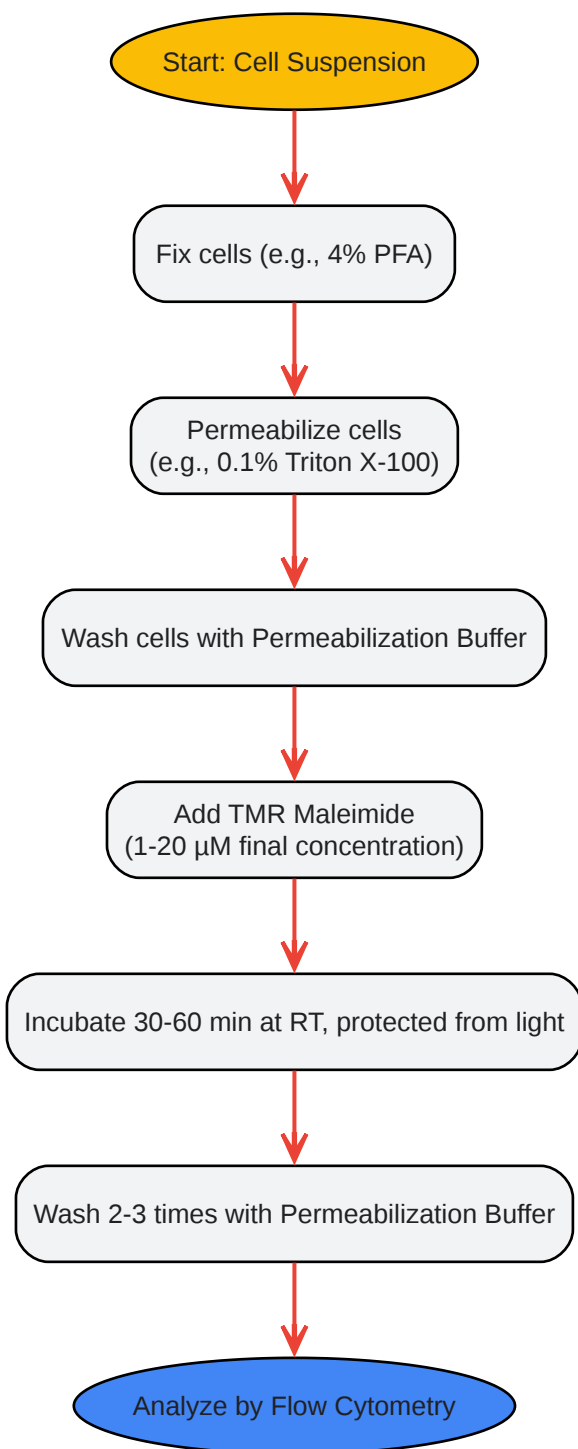 Start: Cell Suspension
Fix cells (e.g., 4% PFA)
Permeabilize cells
(e.g., 0.1% Triton X-100)
Wash cells with Permeabilization Buffer
Add TMR Maleimide
(1-20 µM final concentration)
Incubate 30-60 min at RT, protected from light
Wash 2-3 times with Permeabilization Buffer
Analyze by Flow Cytometry